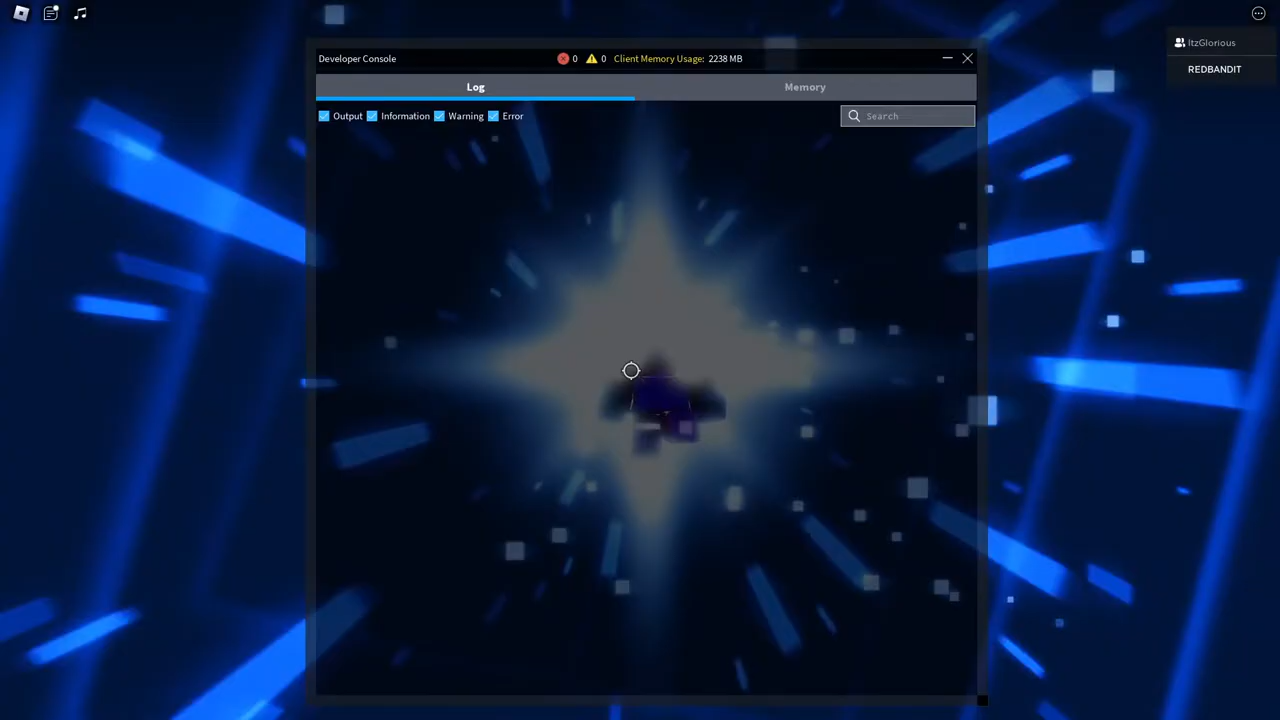 Developer Console
0
0
Client Memory Usage: 2238 MB
Log
Memory
Output
Information
Warning
Error
Search
ItzGlorious
REDBANDIT